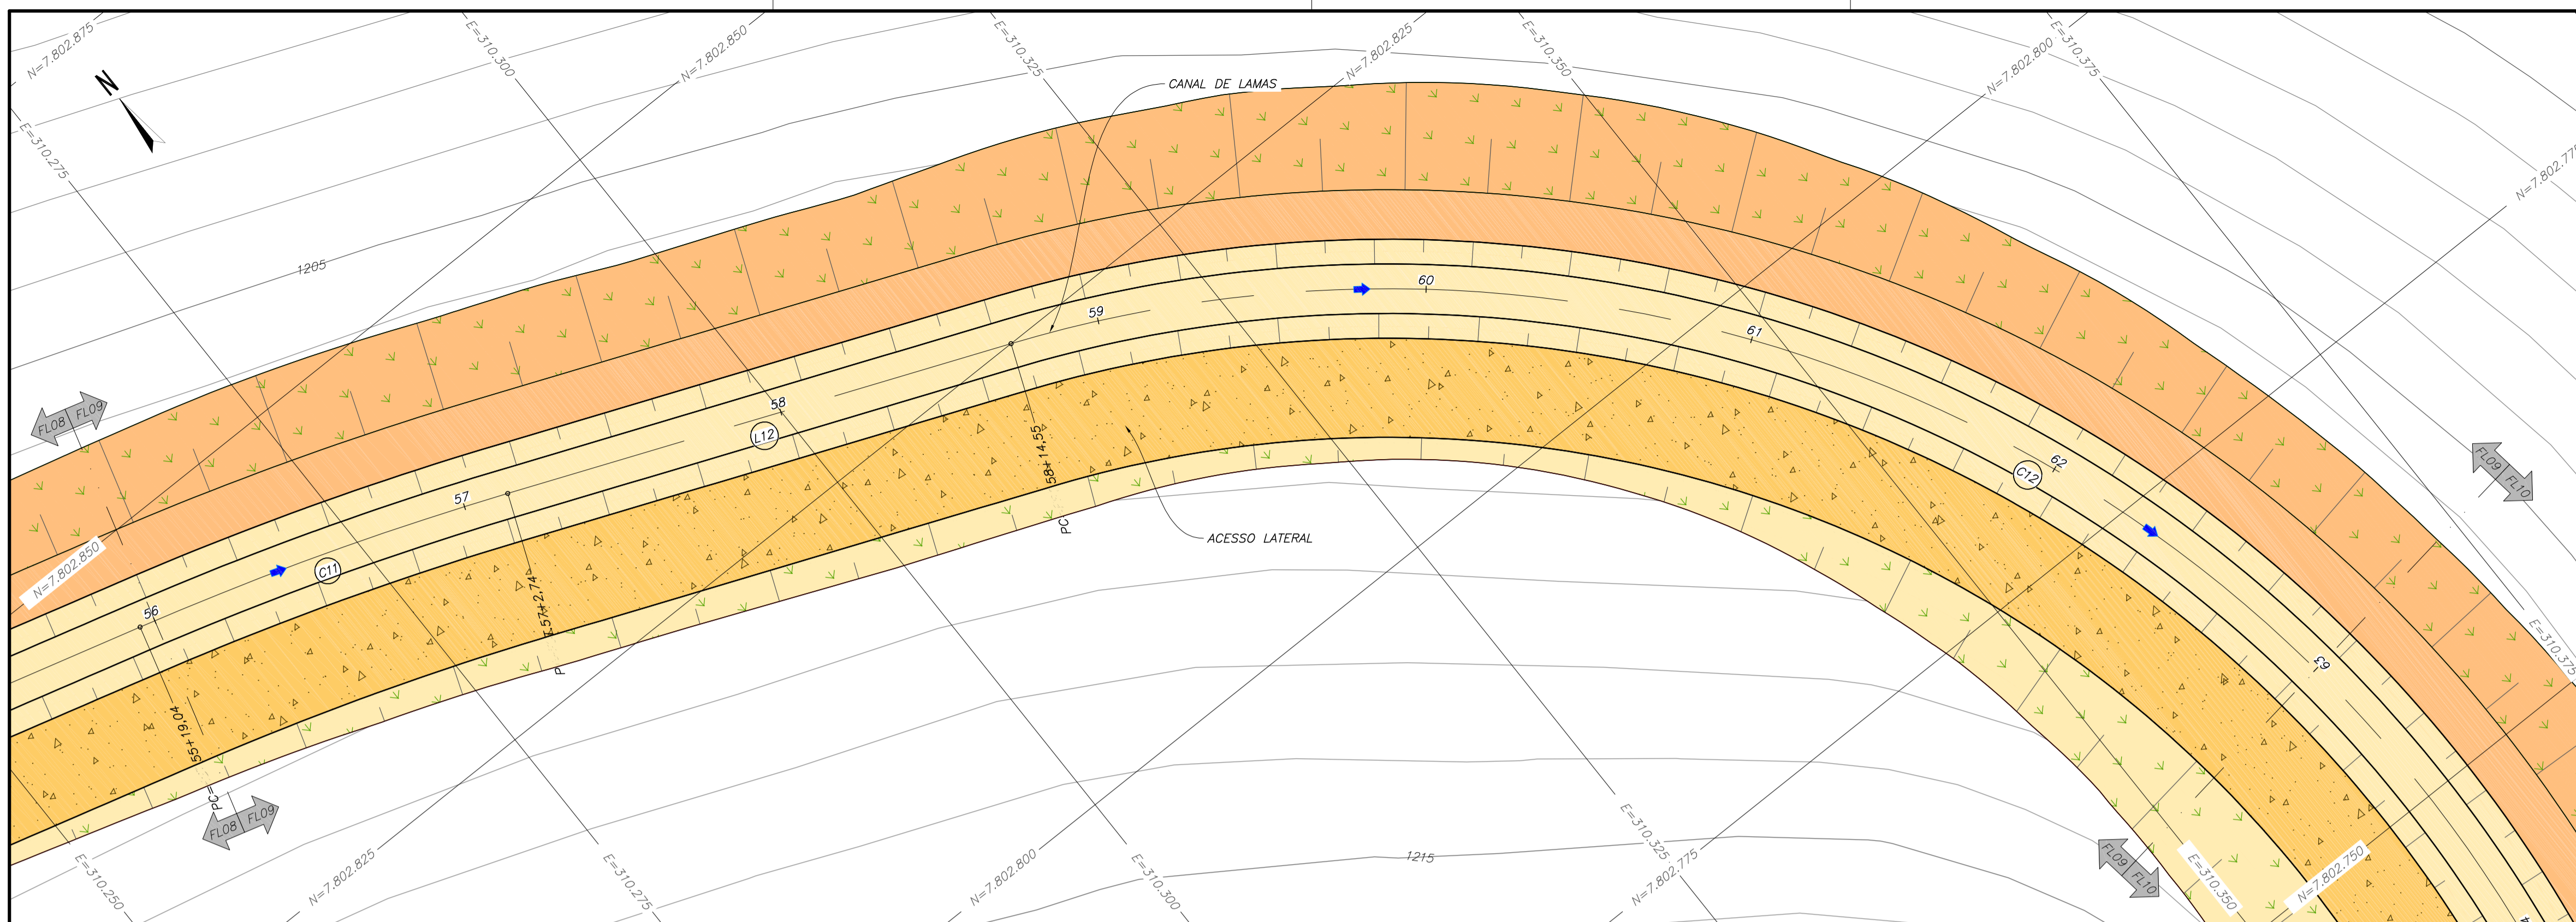 N=7.802.875
E=310.300
N=7.802.850
E=310.325
N=7.802.825
E=310.350
N=7.802.800
E=310.375
N=7.802.775
N
E=310.275
CANAL DE LAMAS
1205
60
59
61
58
L12
FL08 FL09
57
58+14,55
PC
62
C12
FL09 FL10
ACESSO LATERAL
N=7.802.850
C11
56
57+2,74
P
63
E=310.375
55+19,04
PC=
FL08 FL09
E=310.250
N=7.802.825
E=310.275
N=7.802.800
E=310.300
1215
E=310.325
N=7.802.775
FL09 FL10
E=310.350
N=7.802.750